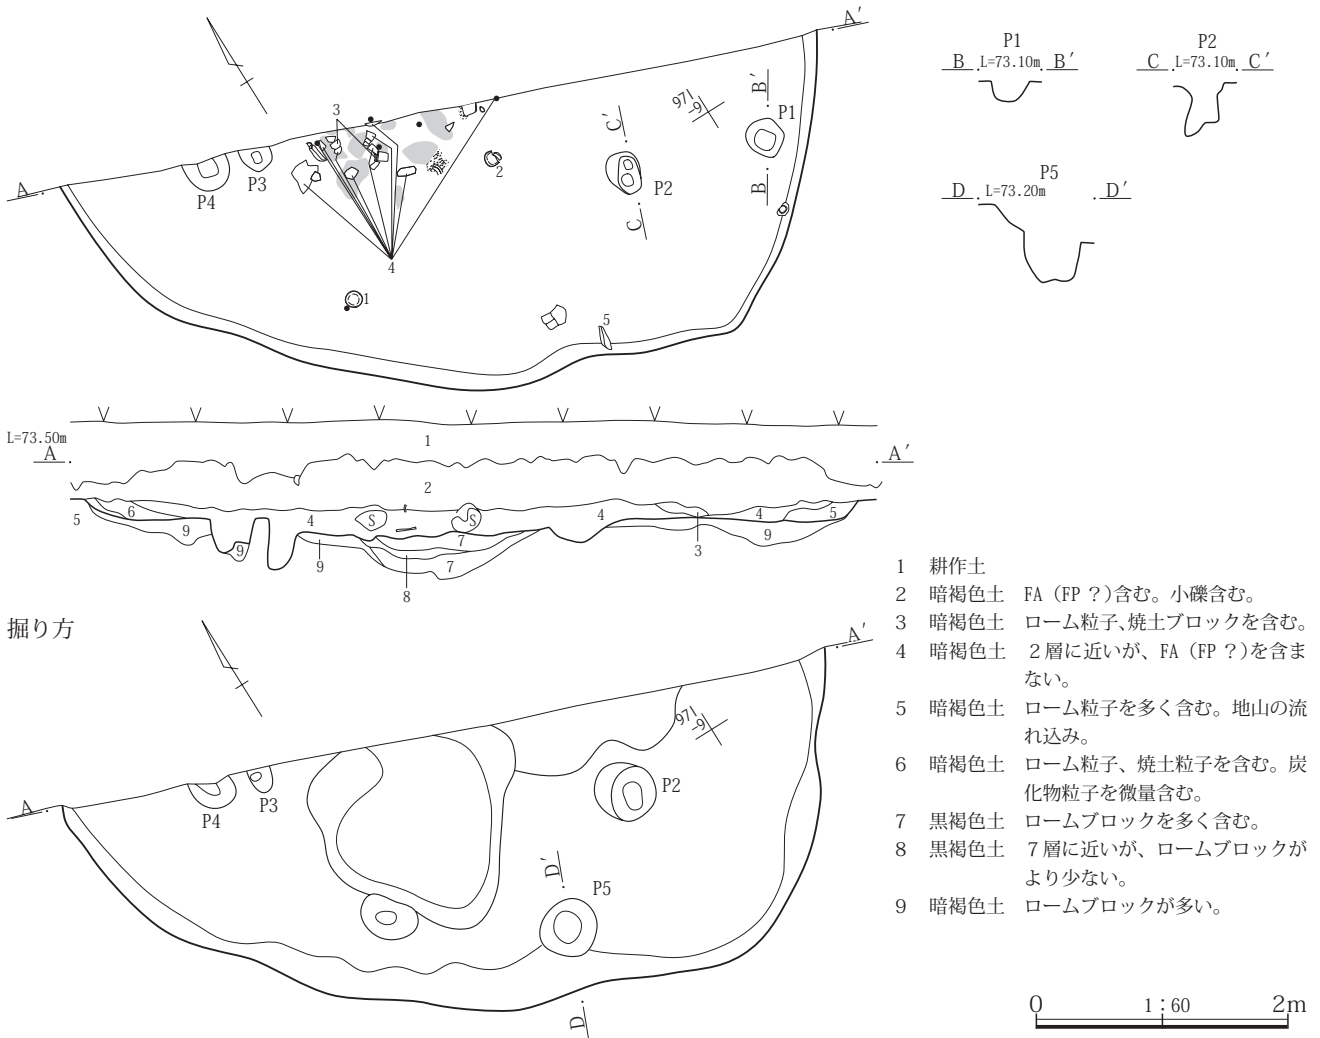 A
A′
3
P4
P3
4
2
1
5
C′
P2
C
971
-9
B′
P1
B
P1
B L=73.10m B′
P2
C L=73.10m C′
P5
D L=73.20m D′
L=73.50m
A
A′
1
2
5
6
9
9
4
S
S
9
7
7
8
4
3
4
5
9
掘り方
A
A′
P4
P3
971
-9
P2
D′
P5
D
1 耕作土
2 暗褐色土 FA（FP ？）含む。小礫含む。
3 暗褐色土 ローム粒子、焼土ブロックを含む。
4 暗褐色土 ２層に近いが、FA（FP ？）を含ま
ない。
5 暗褐色土 ローム粒子を多く含む。地山の流
れ込み。
6 暗褐色土 ローム粒子、焼土粒子を含む。炭
化物粒子を微量含む。
7 黒褐色土 ロームブロックを多く含む。
8 黒褐色土 ７層に近いが、ロームブロックが
より少ない。
9 暗褐色土 ロームブロックが多い。
0 1：60 2m